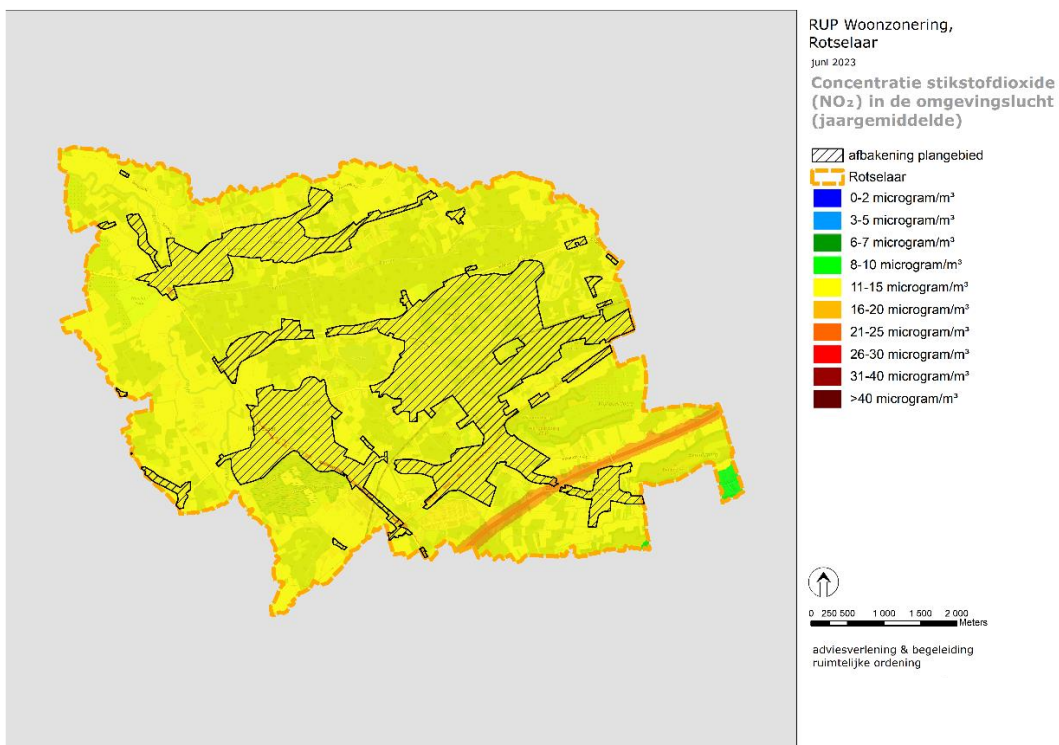 RUP Woonzonering,
Rotselaar
juni 2023
Concentratie stikstofdioxide
(NO₂) in de omgevingslucht
(jaargemiddelde)
afbakening plangebied
Rotselaar
0-2 microgram/m³
3-5 microgram/m³
6-7 microgram/m³
8-10 microgram/m³
11-15 microgram/m³
16-20 microgram/m³
21-25 microgram/m³
26-30 microgram/m³
31-40 microgram/m³
>40 microgram/m³
0 250 500 1 000 1 500 2 000
Meters
adviesverlening & begeleiding
ruimtelijke ordening